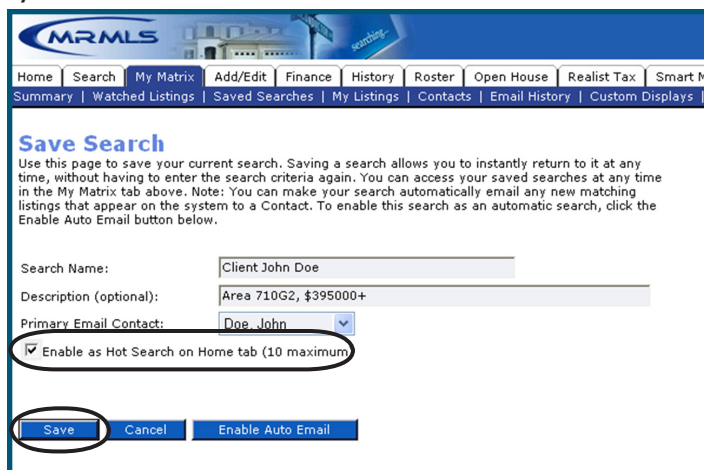 MRMLS
searching...
Home Search My Matrix Add/Edit Finance History Roster Open House Realist Tax Smart
Summary | Watched Listings | Saved Searches | My Listings | Contacts | Email History | Custom Displays |
Save Search
Use this page to save your current search. Saving a search allows you to instantly return to it at any
time, without having to enter the search criteria again. You can access your saved searches at any time
in the My Matrix tab above. Note: You can make your search automatically email any new matching
listings that appear on the system to a Contact. To enable this search as an automatic search, click the
Enable Auto Email button below.
Search Name: Client John Doe
Description (optional): Area 710G2, $395000+
Primary Email Contact: Doe, John
Enable as Hot Search on Home tab (10 maximum
Save Cancel Enable Auto Email